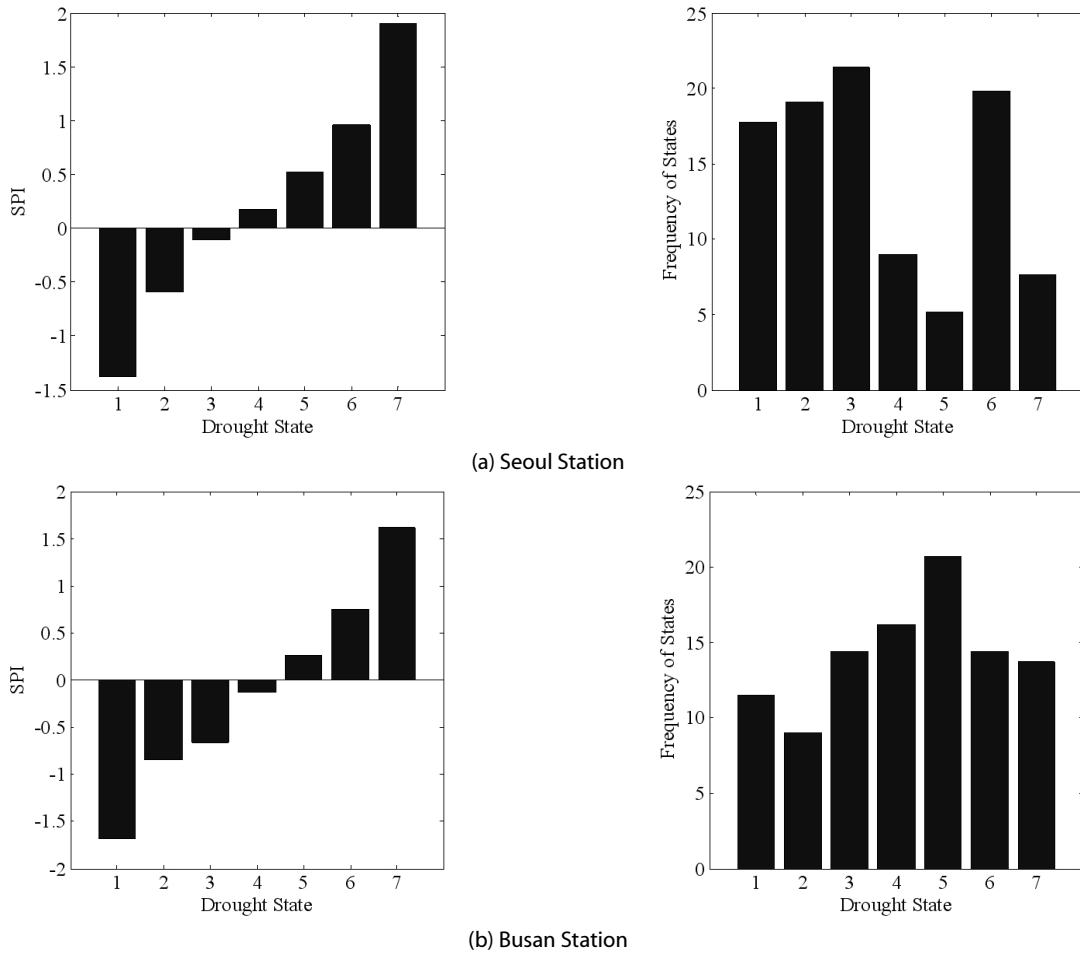 2
1.5
1
0.5
0
-0.5
-1
-1.5
SPI
1 2 3 4 5 6 7
Drought State
25
20
15
10
5
0
Frequency of States
1 2 3 4 5 6 7
Drought State
(a) Seoul Station
2
1.5
1
0.5
0
-0.5
-1
-1.5
-2
SPI
1 2 3 4 5 6 7
Drought State
25
20
15
10
5
0
Frequency of States
1 2 3 4 5 6 7
Drought State
(b) Busan Station